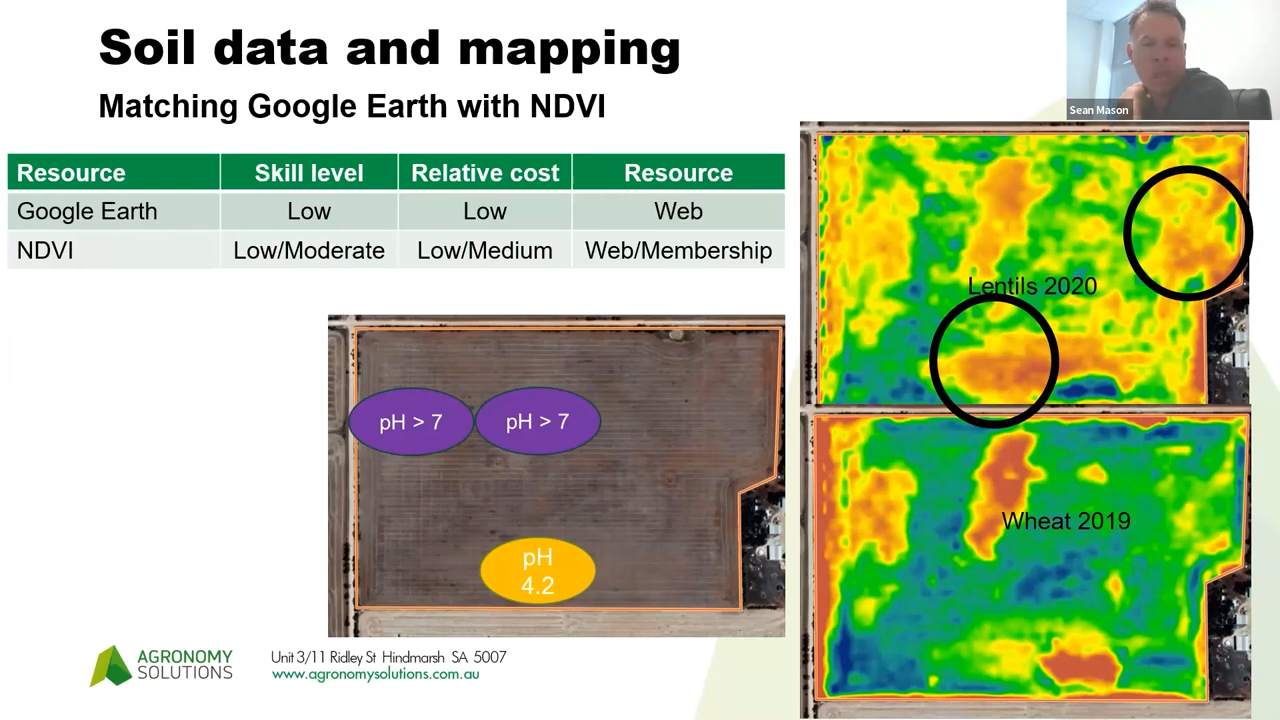 Soil data and mapping
Matching Google Earth with NDVI
Sean Mason
Resource Skill level Relative cost Resource
Google Earth Low Low Web
NDVI Low/Moderate Low/Medium Web/Membership
Lentils 2020
pH > 7 pH > 7
pH
4.2
Wheat 2019
AGRONOMY
SOLUTIONS
Unit 3/11 Ridley St Hindmarsh SA 5007
www.agronomysolutions.com.au